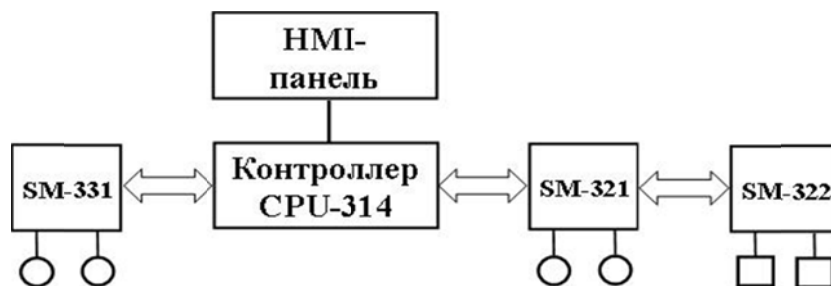 HMI-
панель
Контроллер
CPU-314
SM-331
SM-321
SM-322